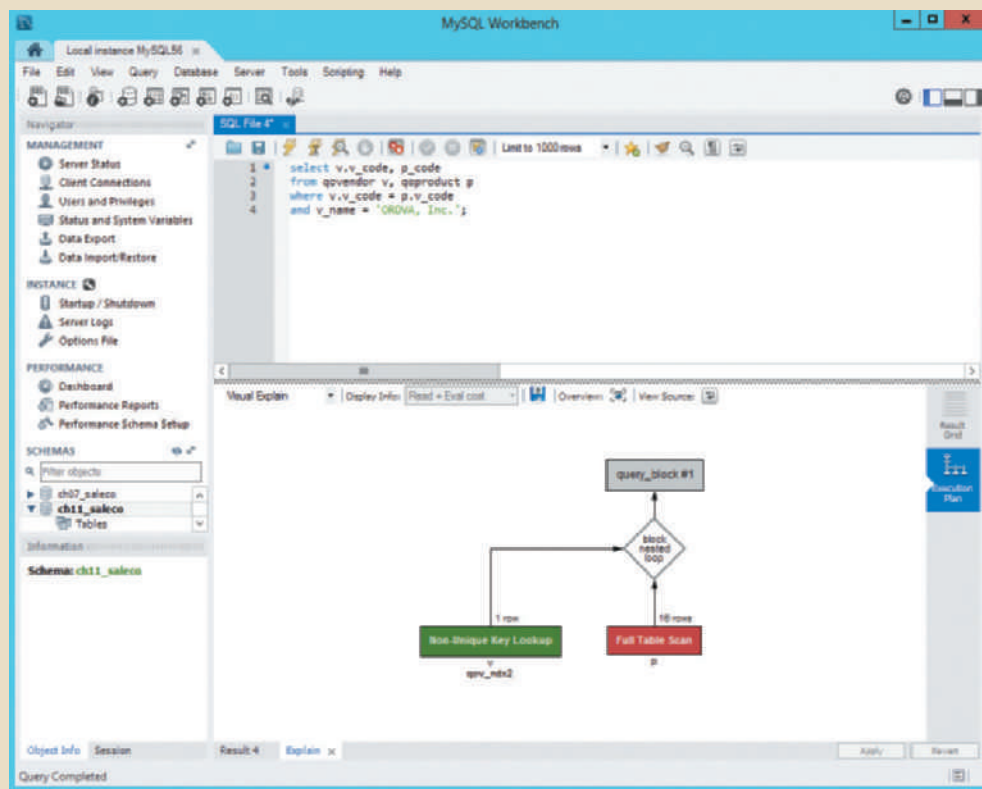 MySQL Workbench
Local instance MySQL56
File Edit View Query Database Server Tools Scripting Help
Navigator
MANAGEMENT
Server Status
Client Connections
Users and Privileges
Status and System Variables
Data Export
Data Import/Restore
INSTANCE
Startup / Shutdown
Server Logs
Options File
PERFORMANCE
Dashboard
Performance Reports
Performance Schema Setup
SCHEMAS
Filter objects
ch07_saleco
ch11_saleco
Tables
Information
Schema: ch11_saleco
Object Info Session
Query Completed
SQL File 4*
Limit to 1000 rows
1 select v.v_code, p_code
2 from qovendor v, qoproduct p
3 where v.v_code = p.v_code
4 and v_name = 'OROVA, Inc.';
Visual Explain Display Info: Read + Eval cost Overview: View Source:
query_block #1
block nested loop
1 row
16 rows
Non-Unique Key Lookup
Full Table Scan
v
p
qov_ndx2
Result Grid
Execution Plan
Result 4 Explain
Apply Revert